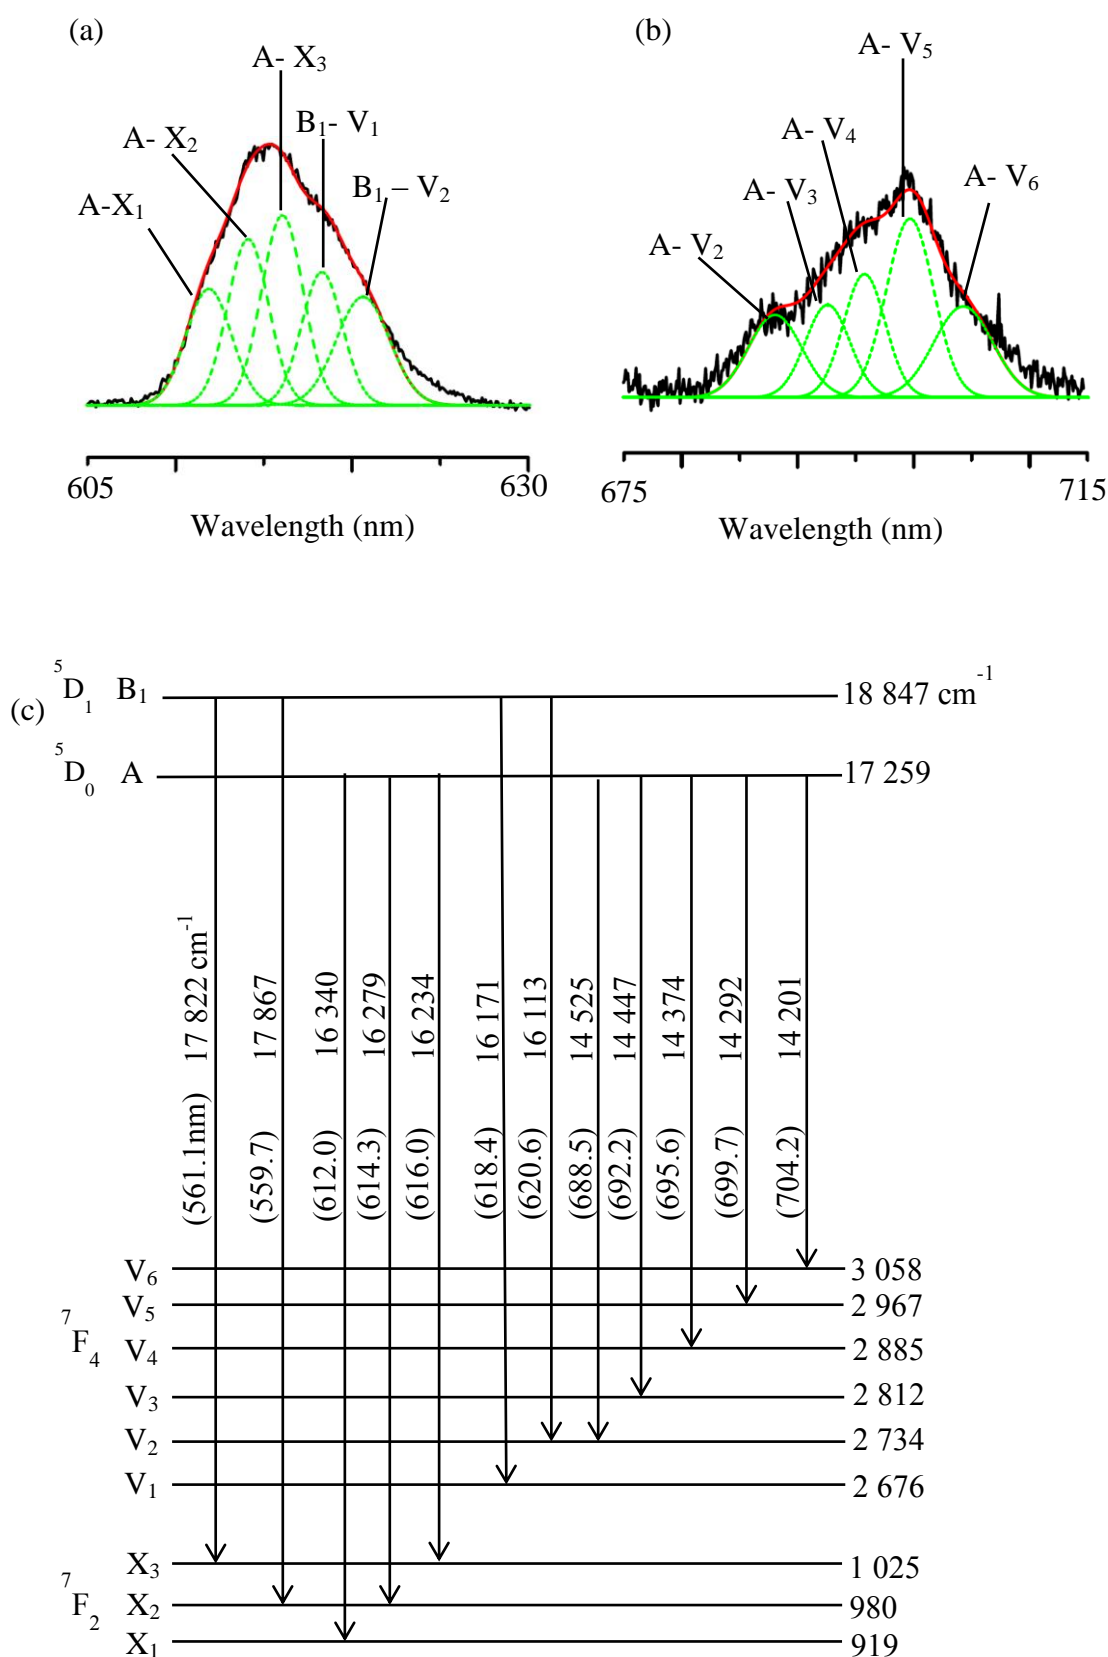 (a)
A- X₃
A- X₂
B₁- V₁
B₁ – V₂
A-X₁
605
630
Wavelength (nm)
(b)
A- V₅
A- V₄
A- V₃
A- V₆
A- V₂
675
715
Wavelength (nm)
(c)
⁵D₁ B₁ 18 847 cm⁻¹
⁵D₀ A 17 259
(561.1nm) 17 822 cm⁻¹
(559.7) 17 867
(612.0) 16 340
(614.3) 16 279
(616.0) 16 234
(618.4) 16 171
(620.6) 16 113
(688.5) 14 525
(692.2) 14 447
(695.6) 14 374
(699.7) 14 292
(704.2) 14 201
V₆ 3 058
V₅ 2 967
⁷F₄ V₄ 2 885
V₃ 2 812
V₂ 2 734
V₁ 2 676
X₃ 1 025
⁷F₂ X₂ 980
X₁ 919